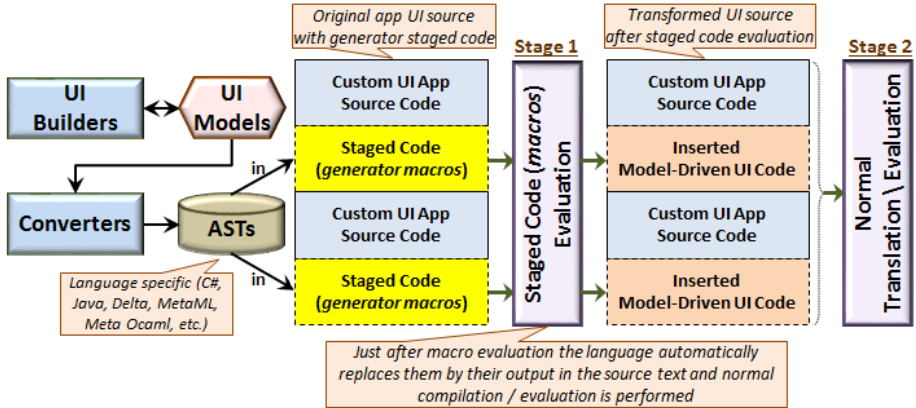 Original app UI source
with generator staged code
Stage 1
Transformed UI source
after staged code evaluation
Stage 2
UI
Builders
UI
Models
Converters
ASTs
in
in
Language specific (C#,
Java, Delta, MetaML,
Meta Ocaml, etc.)
Custom UI App
Source Code
Staged Code
(generator macros)
Custom UI App
Source Code
Staged Code
(generator macros)
Staged Code (macros)
Evaluation
Custom UI App
Source Code
Inserted
Model-Driven UI Code
Custom UI App
Source Code
Inserted
Model-Driven UI Code
Normal
Translation \ Evaluation
Just after macro evaluation the language automatically
replaces them by their output in the source text and normal
compilation / evaluation is performed